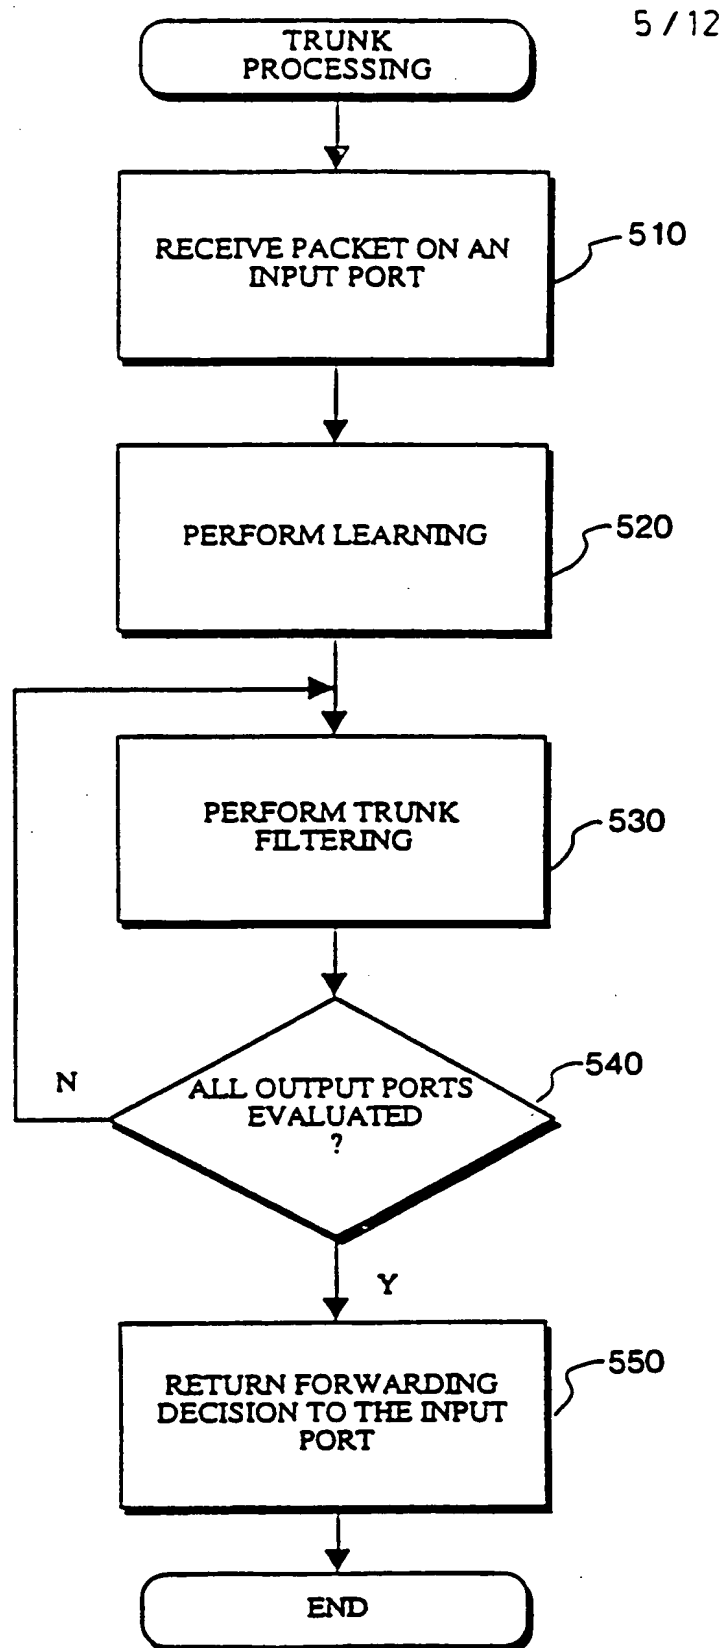 5/12
TRUNK
PROCESSING
RECEIVE PACKET ON AN
INPUT PORT
510
PERFORM LEARNING
520
PERFORM TRUNK
FILTERING
530
ALL OUTPUT PORTS
EVALUATED
?
540
N
Y
RETURN FORWARDING
DECISION TO THE INPUT
PORT
550
END